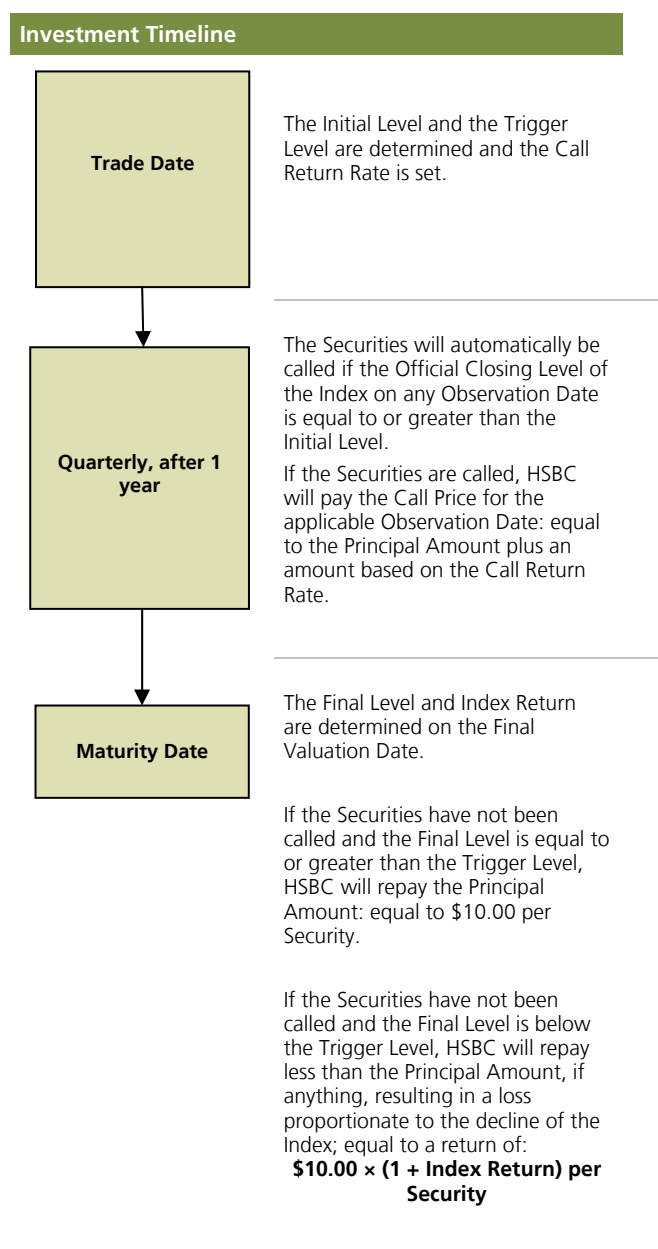 Investment Timeline
Trade Date
The Initial Level and the Trigger
Level are determined and the Call
Return Rate is set.
Quarterly, after 1
year
The Securities will automatically be
called if the Official Closing Level of
the Index on any Observation Date
is equal to or greater than the
Initial Level.
If the Securities are called, HSBC
will pay the Call Price for the
applicable Observation Date: equal
to the Principal Amount plus an
amount based on the Call Return
Rate.
Maturity Date
The Final Level and Index Return
are determined on the Final
Valuation Date.
If the Securities have not been
called and the Final Level is equal to
or greater than the Trigger Level,
HSBC will repay the Principal
Amount: equal to $10.00 per
Security.
If the Securities have not been
called and the Final Level is below
the Trigger Level, HSBC will repay
less than the Principal Amount, if
anything, resulting in a loss
proportionate to the decline of the
Index; equal to a return of:
$10.00 × (1 + Index Return) per
Security